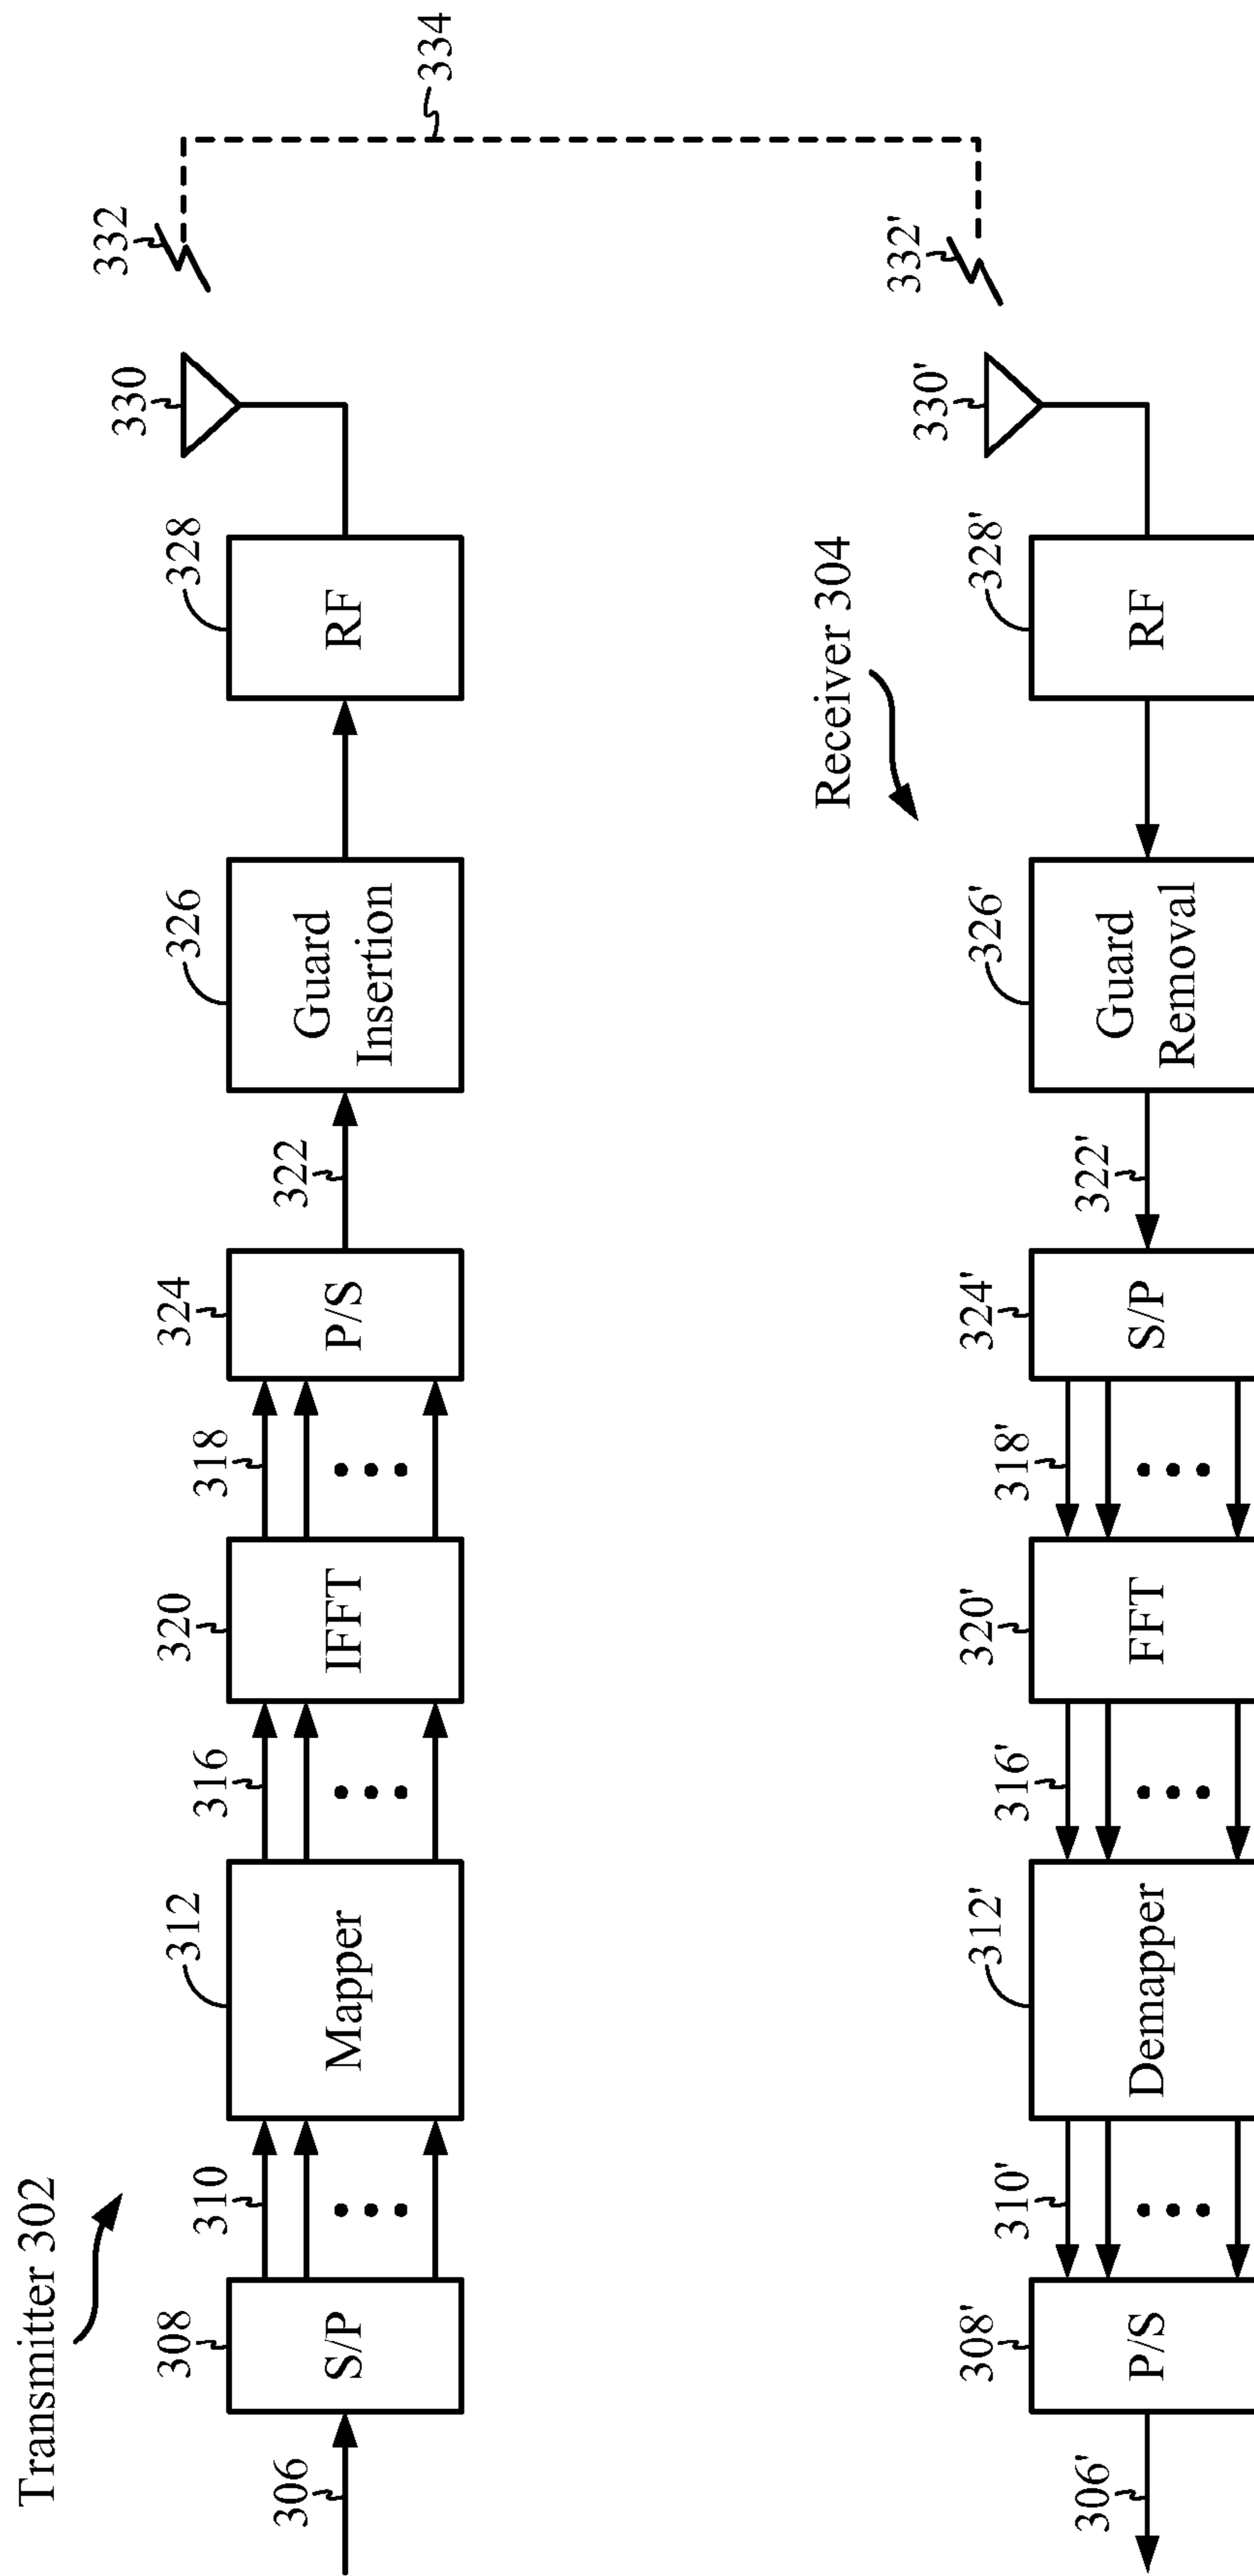 Transmitter 302
306
308
S/P
310
312
Mapper
316
320
IFFT
318
324
P/S
322
326
Guard
Insertion
328
RF
330
332
334
Receiver 304
306'
308'
P/S
310'
312'
Demapper
316'
320'
FFT
318'
324'
S/P
322'
326'
Guard
Removal
328'
RF
330'
332'